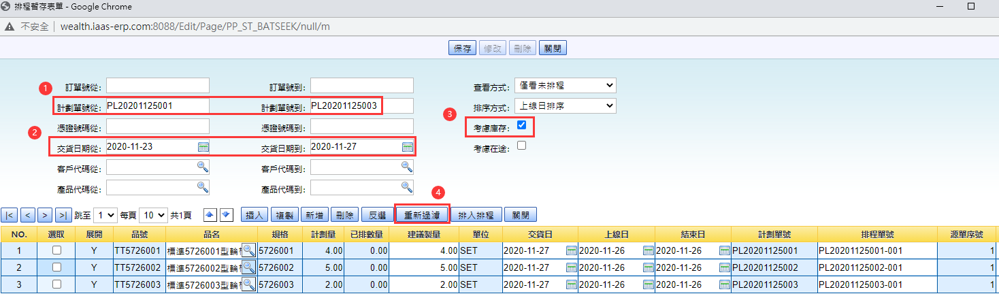 排程暫存表單 - Google Chrome
不安全 | wealth.iaas-erp.com:8088/Edit/Page/PP_ST_BATSEEK/null/m
保存 修改 刪除 關閉
訂單號從: 訂單號到: 查看方式: 僅看未排程
1
計劃單號從: PL20201125001 計劃單號到: PL20201125003 排序方式: 上線日排序
3
憑證號碼從: 憑證號碼到: 考慮庫存:
2
交貨日期從: 2020-11-23 交貨日期到: 2020-11-27 考慮在途:
客戶代碼從: 客戶代碼到:
產品代碼從: 產品代碼到:
4
|< < > >| 跳至 1 每頁 10 共1頁 插入 複製 新增 刪除 反選 重新過濾 排入排程 關閉
NO. 選取 展開 品號 品名 規格 計劃量 已排數量 建議製量 單位 交貨日 上線日 結束日 計劃單號 排程單號 源單序號
1 Y TT5726001 標準5726001型輪 5726001 4.00 0.00 4.00 SET 2020-11-27 2020-11-26 2020-11-26 PL20201125001 PL20201125001-001 1
2 Y TT5726002 標準5726002型輪 5726002 5.00 0.00 5.00 SET 2020-11-27 2020-11-26 2020-11-26 PL20201125002 PL20201125002-001 1
3 Y TT5726003 標準5726003型輪 5726003 2.00 0.00 2.00 SET 2020-11-27 2020-11-26 2020-11-26 PL20201125003 PL20201125003-001 1